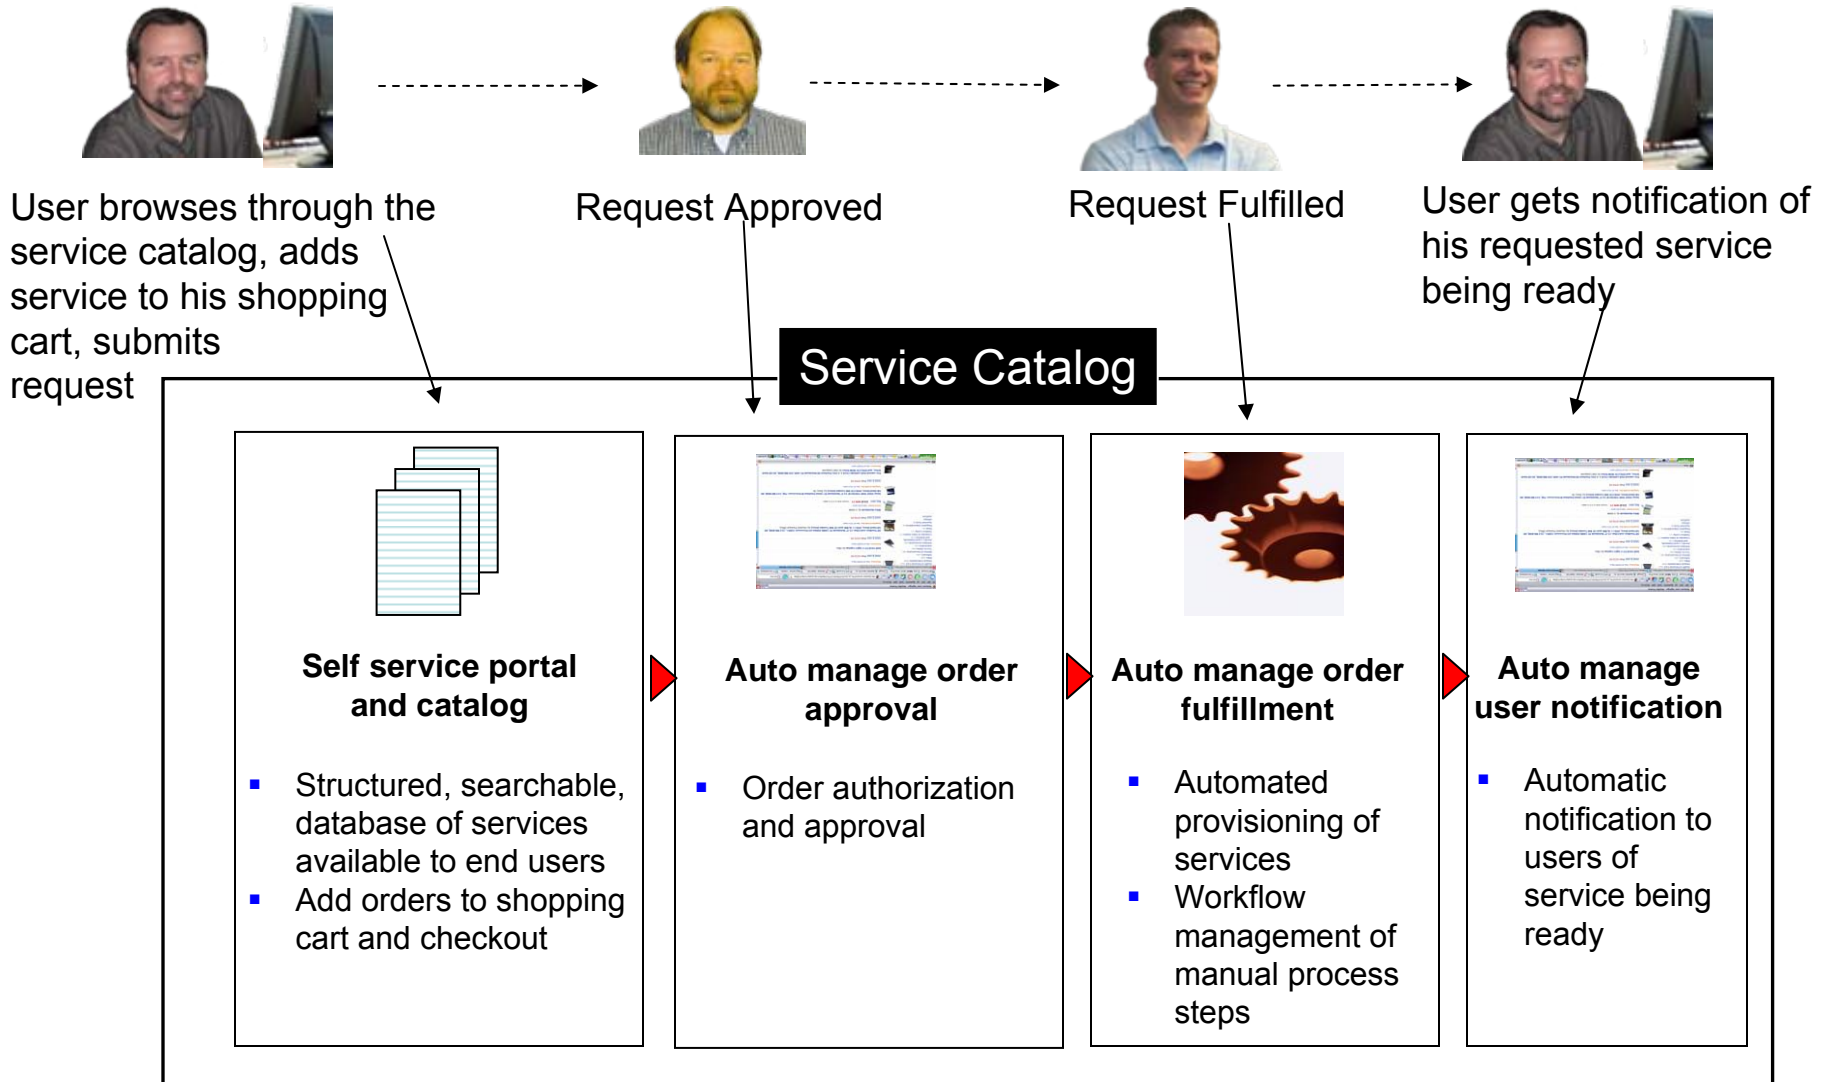 User browses through the
service catalog, adds
service to his shopping
cart, submits
request
Request Approved
Request Fulfilled
User gets notification of
his requested service
being ready
Service Catalog
Self service portal
and catalog
▪ Structured, searchable,
database of services
available to end users
▪ Add orders to shopping
cart and checkout
Auto manage order
approval
▪ Order authorization
and approval
Auto manage order
fulfillment
▪ Automated
provisioning of
services
▪ Workflow
management of
manual process
steps
Auto manage
user notification
▪ Automatic
notification to
users of
service being
ready